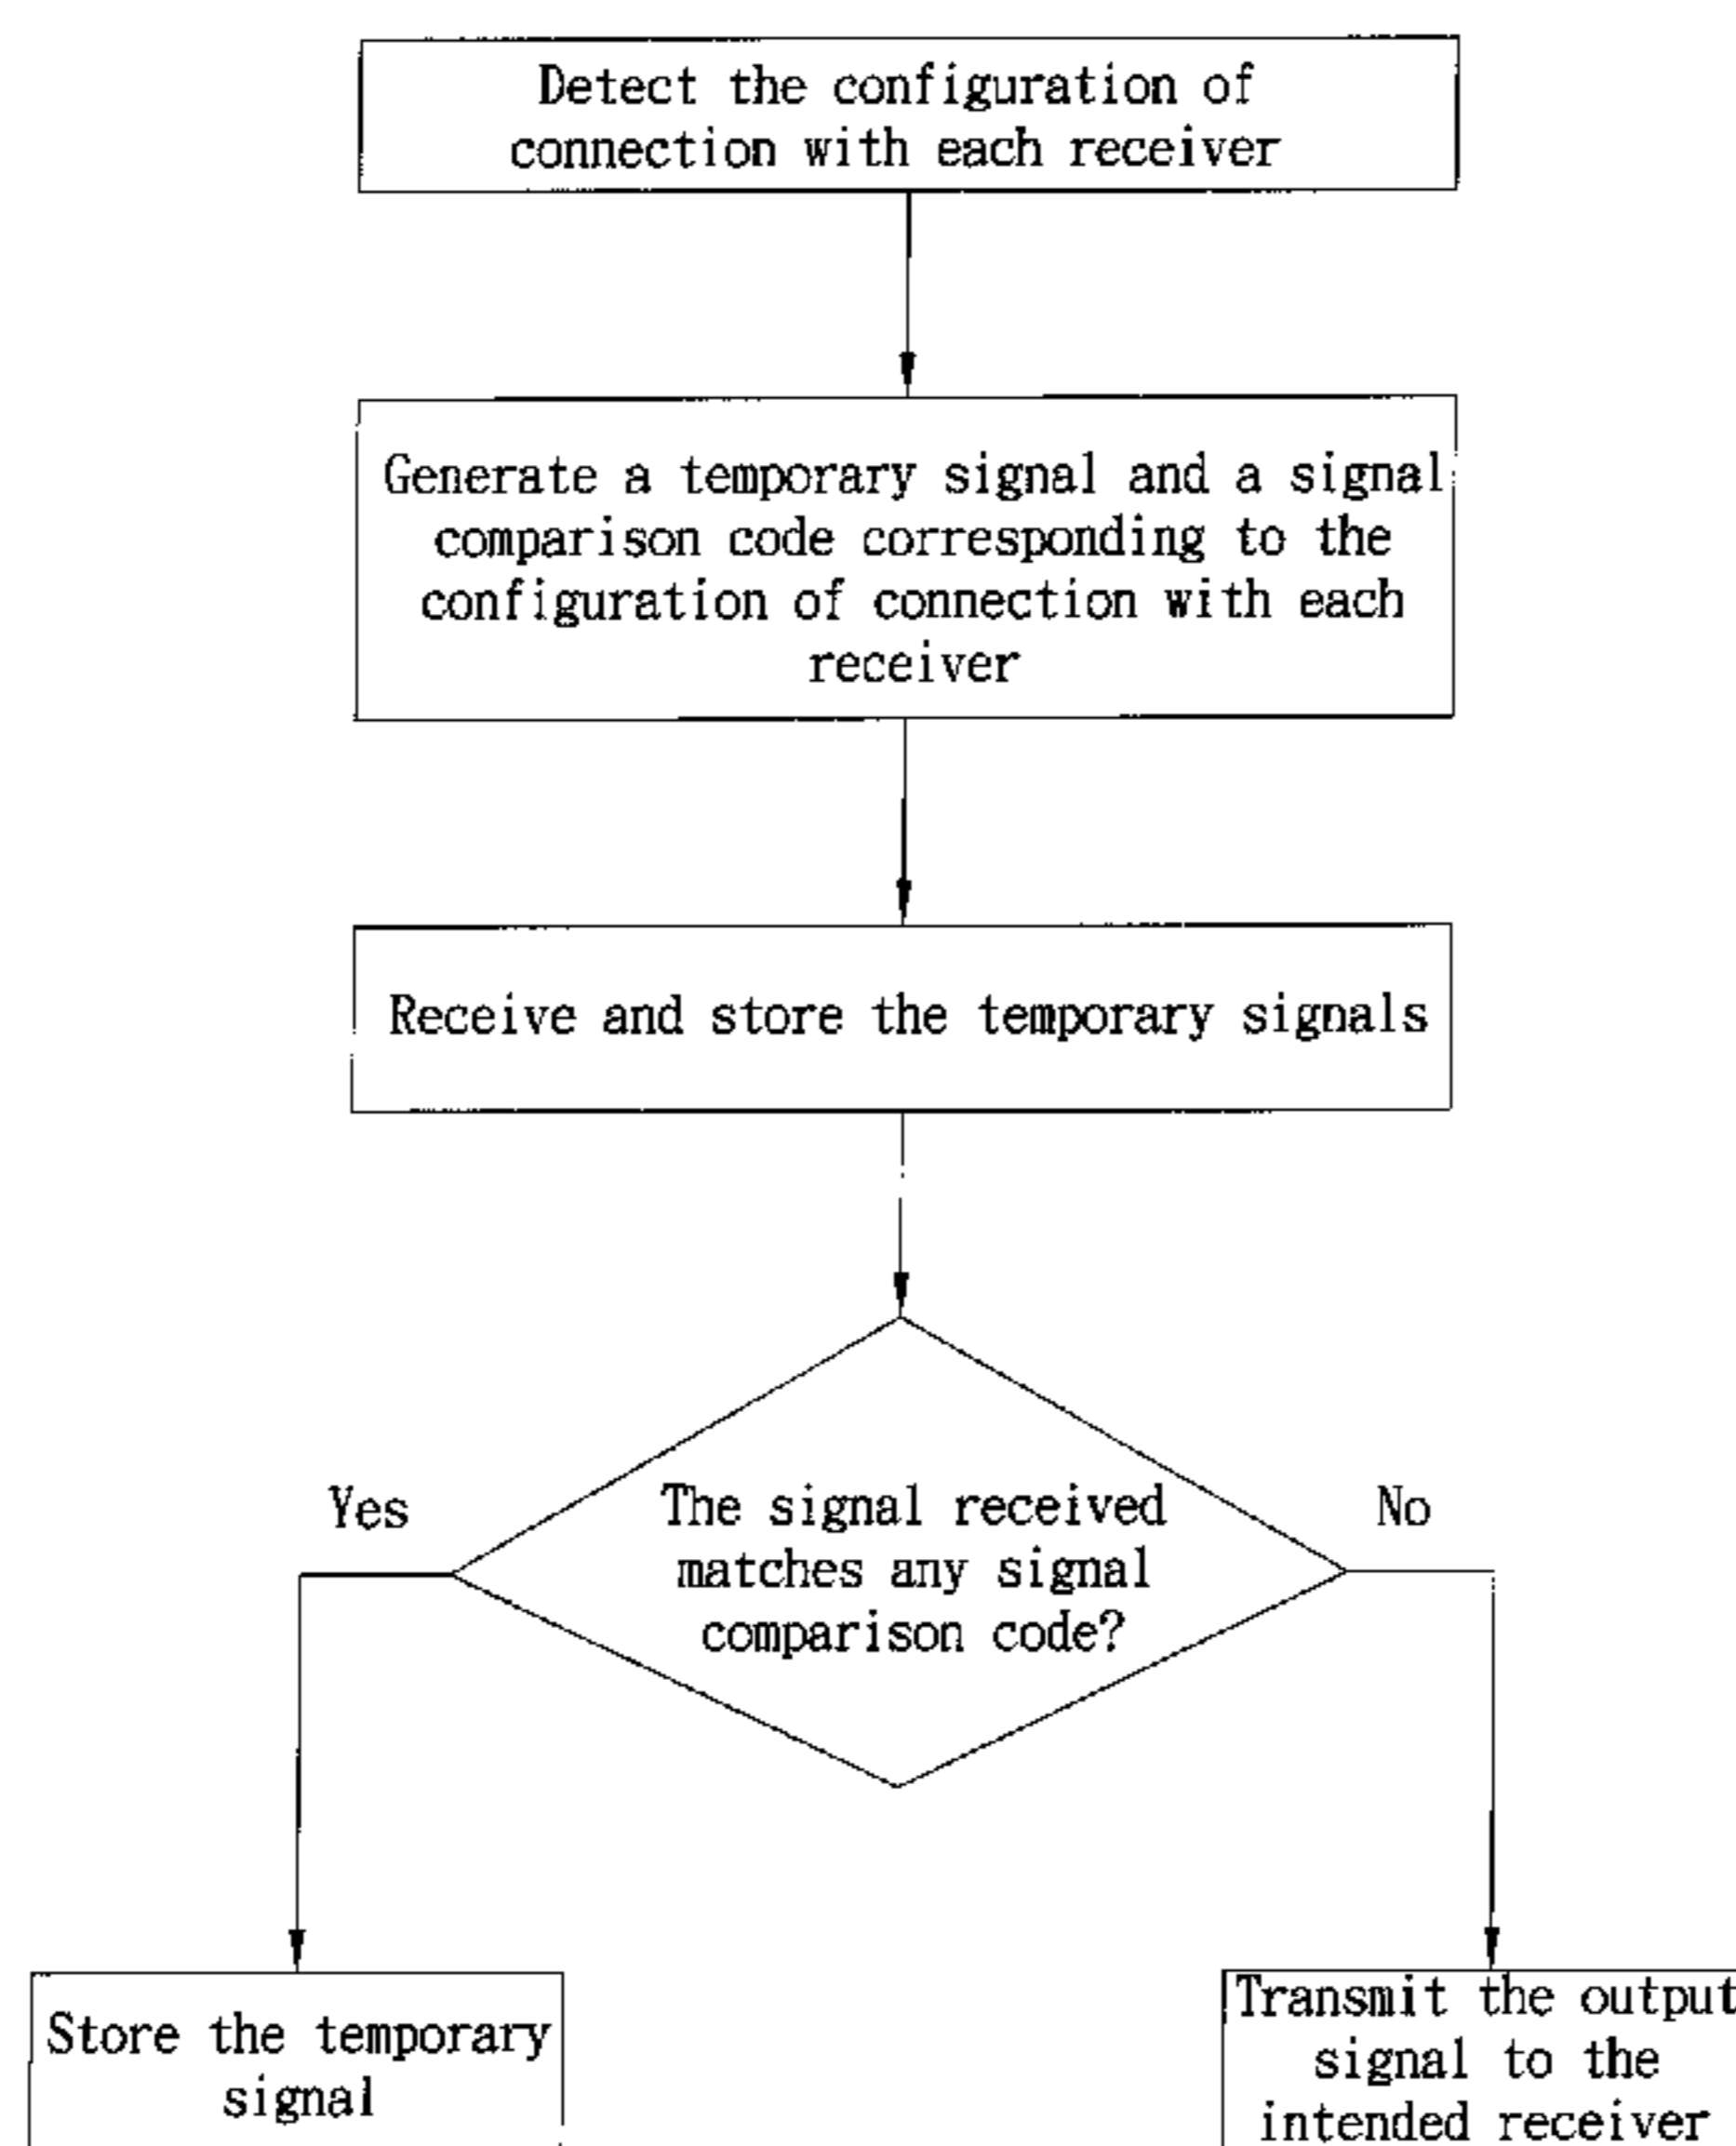 Detect the configuration of
connection with each receiver
Generate a temporary signal and a signal
comparison code corresponding to the
configuration of connection with each
receiver
Receive and store the temporary signals
The signal received
matches any signal
comparison code?
Yes
No
Store the temporary
signal
Transmit the output
signal to the
intended receiver